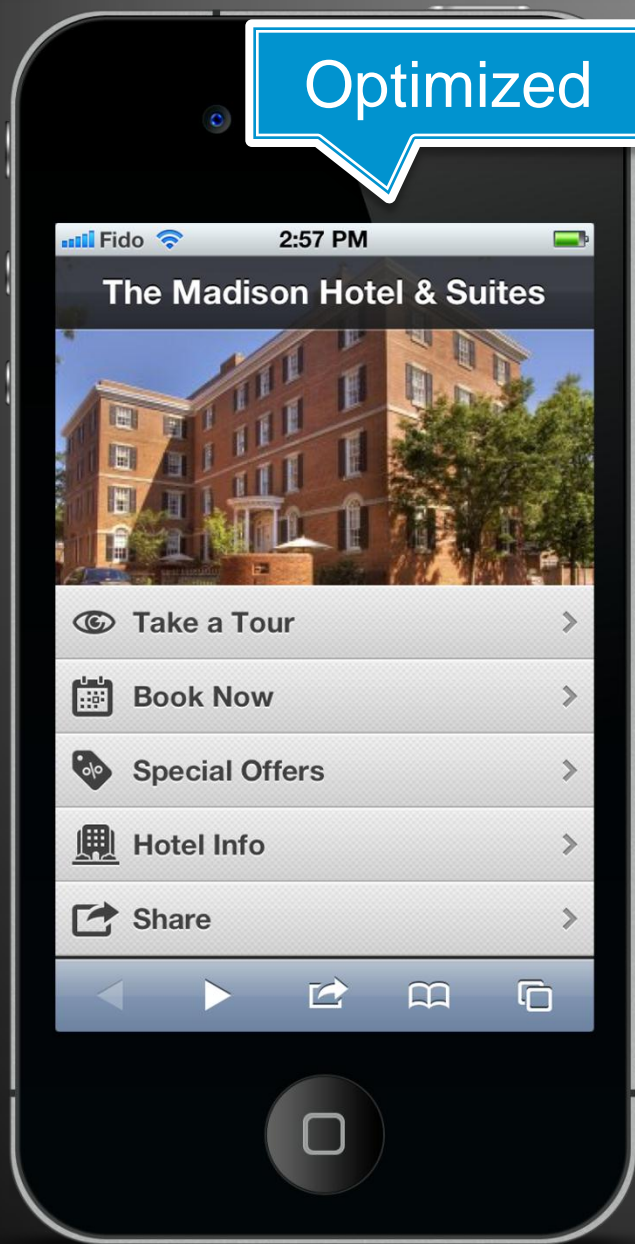 Optimized
Fido 2:57 PM
The Madison Hotel & Suites
Take a Tour
Book Now
Special Offers
Hotel Info
Share